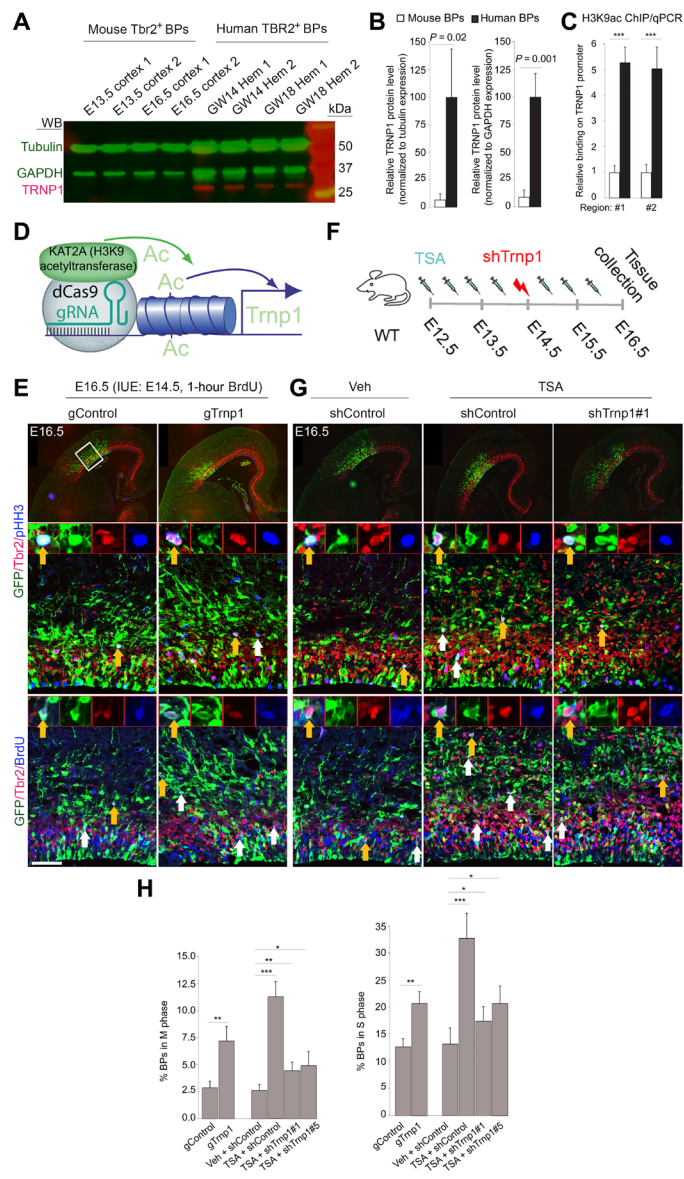 A
Mouse Tbr2+ BPs
Human TBR2+ BPs
E13.5 cortex 1
E13.5 cortex 2
E16.5 cortex 1
E16.5 cortex 2
GW14 Hem 1
GW14 Hem 2
GW18 Hem 1
GW18 Hem 2
WB
kDa
Tubulin
50
GAPDH
37
TRNP1
25
B
Mouse BPs
Human BPs
P = 0.02
Relative TRNP1 protein level
(normalized to tubulin expression)
150
125
100
75
50
25
0
P = 0.001
Relative TRNP1 protein level
(normalized to GAPDH expression)
150
125
100
75
50
25
0
C
H3K9ac ChIP/qPCR
***
***
Relative binding on TRNP1 promoter
6
5
4
3
2
1
0
Region: #1
#2
D
KAT2A (H3K9
acetyltransferase)
Ac
Ac
dCas9
gRNA
Trnp1
Ac
F
TSA
shTrnp1
Tissue
collection
WT
E12.5
E13.5
E14.5
E15.5
E16.5
E
E16.5 (IUE: E14.5, 1-hour BrdU)
gControl
gTrnp1
E16.5
G
Veh
TSA
shControl
shControl
shTrnp1#1
E16.5
GFP/Tbr2/pHH3
GFP/Tbr2/BrdU
H
% BPs in M phase
15.0
12.5
10.0
7.5
5.0
2.5
0.0
**
***
**
*
gControl
gTrnp1
Veh + shControl
TSA + shControl
TSA + shTrnp1#1
TSA + shTrnp1#5
% BPs in S phase
35
30
25
20
15
10
5
0
**
***
*
*
gControl
gTrnp1
Veh + shControl
TSA + shControl
TSA + shTrnp1#1
TSA + shTrnp1#5